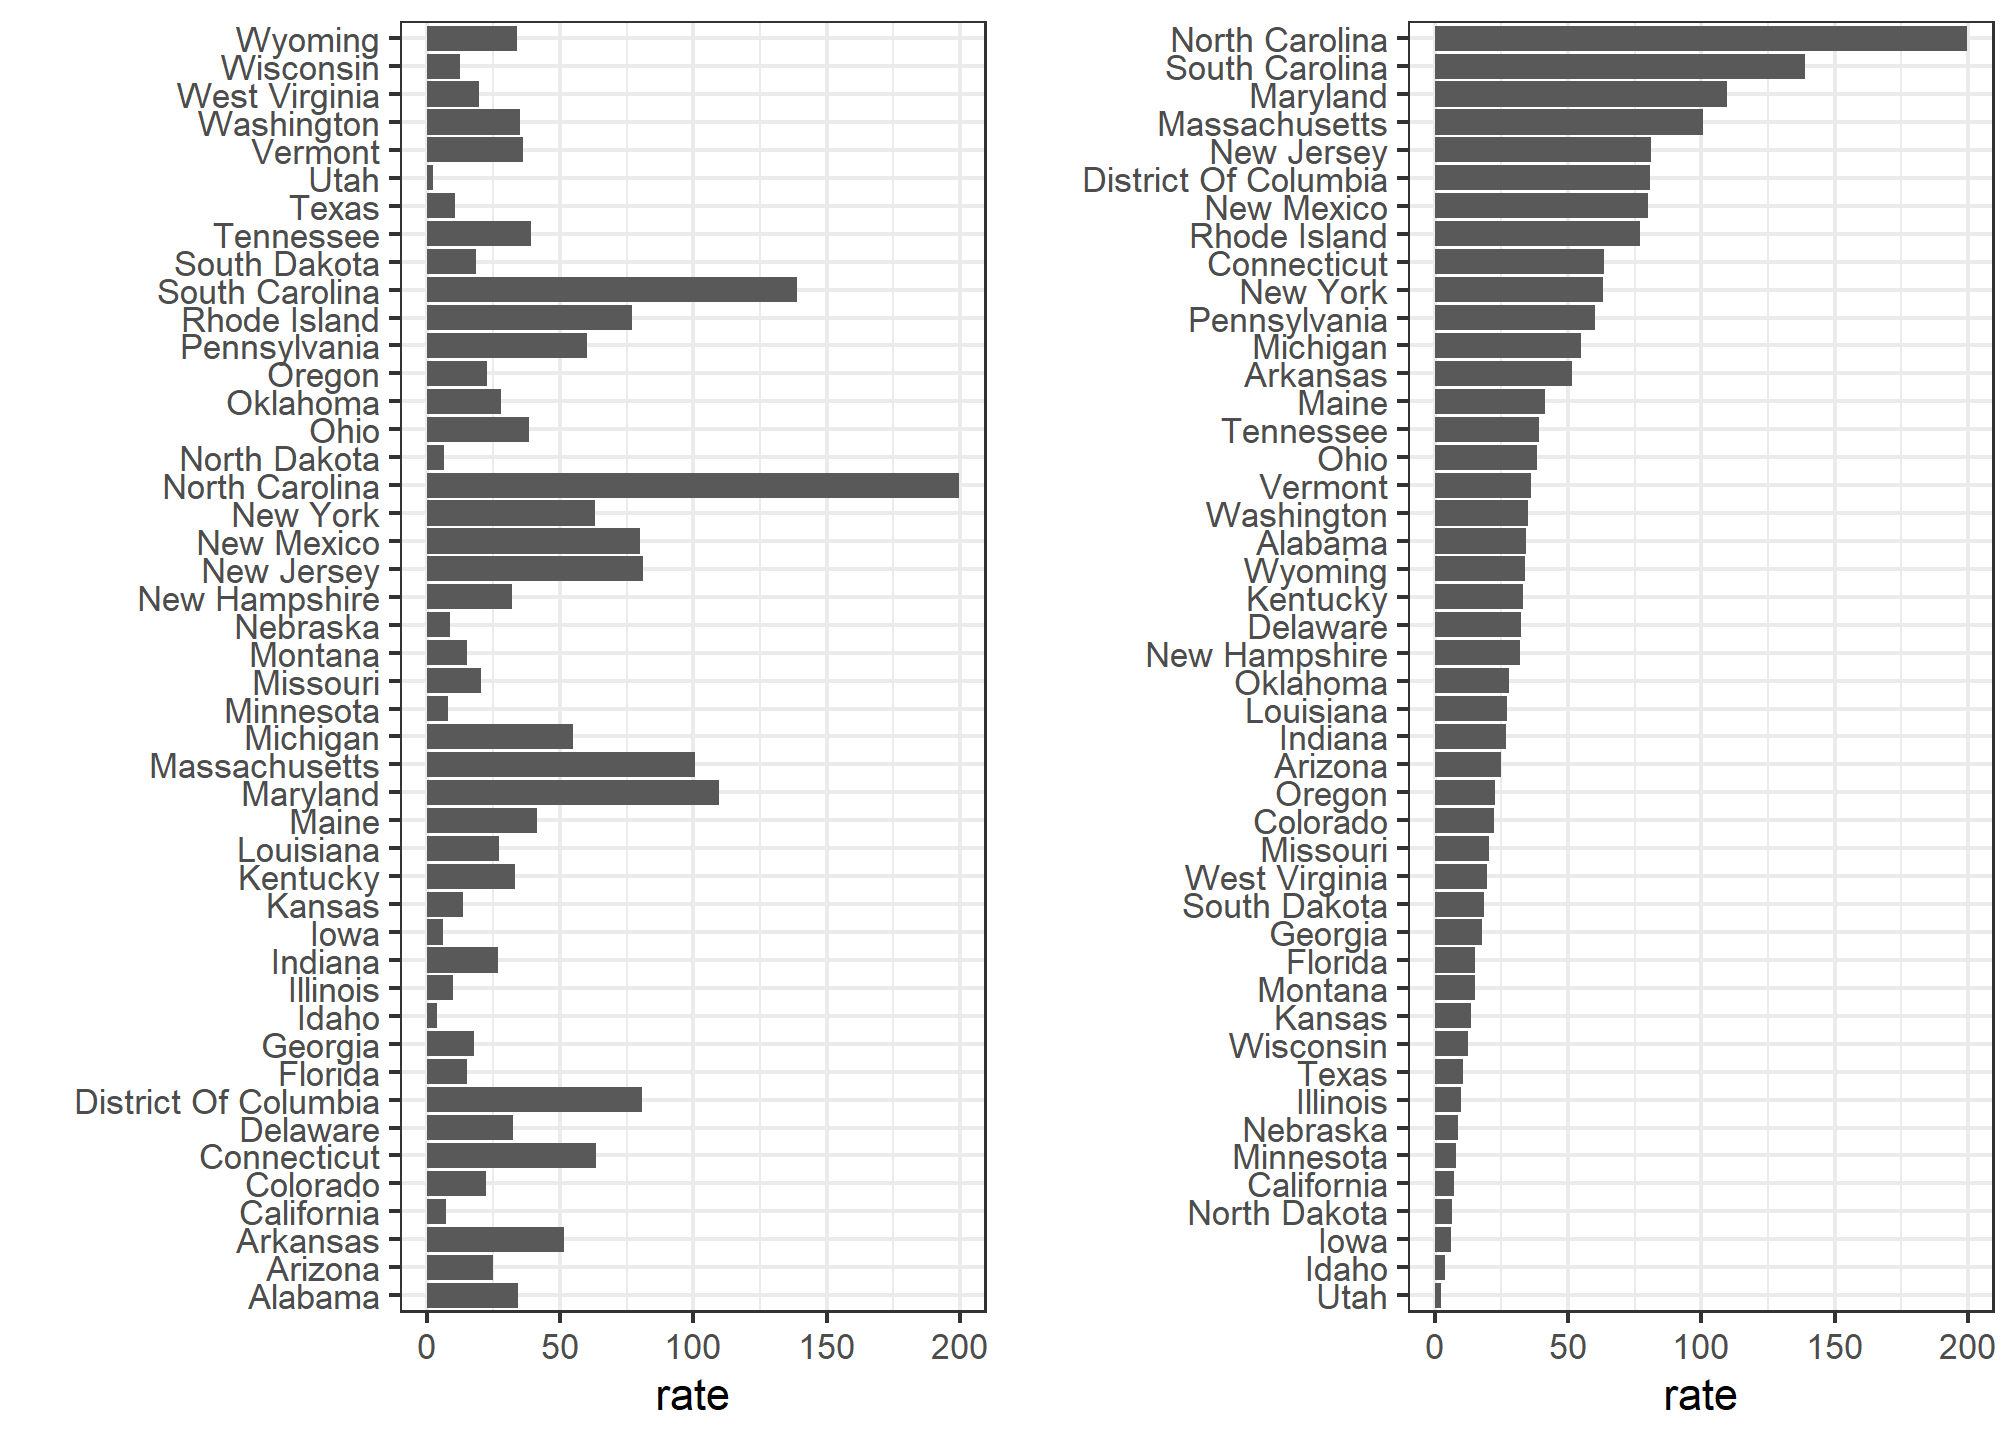 Wyoming
Wisconsin
West Virginia
Washington
Vermont
Utah
Texas
Tennessee
South Dakota
South Carolina
Rhode Island
Pennsylvania
Oregon
Oklahoma
Ohio
North Dakota
North Carolina
New York
New Mexico
New Jersey
New Hampshire
Nebraska
Montana
Missouri
Minnesota
Michigan
Massachusetts
Maryland
Maine
Louisiana
Kentucky
Kansas
Iowa
Indiana
Illinois
Idaho
Georgia
Florida
District Of Columbia
Delaware
Connecticut
Colorado
California
Arkansas
Arizona
Alabama
0 50 100 150 200
rate
North Carolina
South Carolina
Maryland
Massachusetts
New Jersey
District Of Columbia
New Mexico
Rhode Island
Connecticut
New York
Pennsylvania
Michigan
Arkansas
Maine
Tennessee
Ohio
Vermont
Washington
Alabama
Wyoming
Kentucky
Delaware
New Hampshire
Oklahoma
Louisiana
Indiana
Arizona
Oregon
Colorado
Missouri
West Virginia
South Dakota
Georgia
Florida
Montana
Kansas
Wisconsin
Texas
Illinois
Nebraska
Minnesota
California
North Dakota
Iowa
Idaho
Utah
0 50 100 150 200
rate